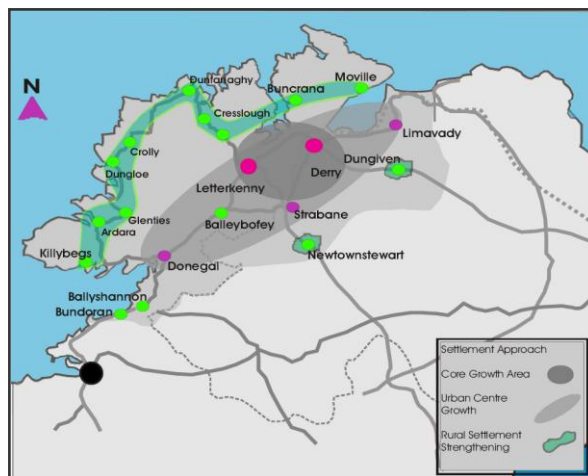 Dunfanaghy
Moville
Buncrana
N
Cresslough
Limavady
Crolly
Dungiven
Dungloe
Derry
Letterkenny
Glenties
Balleybofey
Strabane
Ardara
Killybegs
Newtownstewart
Donegal
Ballyshannon
Bundoran
Settlement Approach
Core Growth Area
Urban Centre
Growth
Rural Settlement
Strengthening